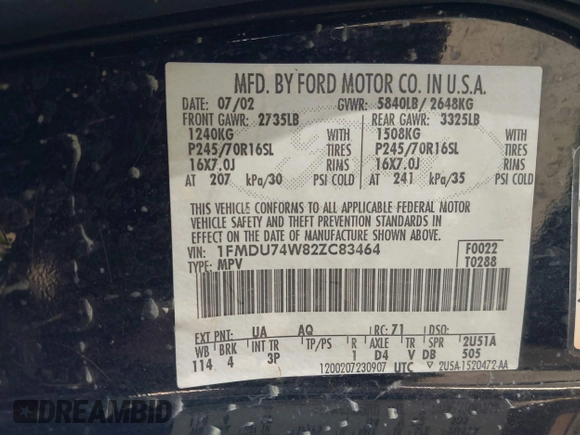 MFD. BY FORD MOTOR CO. IN U.S.A.
DATE: 07/02 GVWR: 5840LB/ 2648KG
FRONT GAWR: 2735LB REAR GAWR: 3325LB
1240KG WITH 1508KG WITH
P245/70R16SL TIRES P245/70R16SL TIRES
16X7.0J RIMS 16X7.0J RIMS
AT 207 kPa/30 PSI COLD AT 241 kPa/35 PSI COLD
THIS VEHICLE CONFORMS TO ALL APPLICABLE FEDERAL MOTOR
VEHICLE SAFETY AND THEFT PREVENTION STANDARDS IN
EFFECT ON THE DATE OF MANUFACTURE SHOWN ABOVE.
VIN: 1FMDU74W82ZC83464 F0022
TYPE: MPV T0288
EXT PNT: UA AQ RC: 71 DSO:
WB BRK INT TR TP/PS R AXLE TR SPR 2U51A
114 4 3P 1 D4 V DB 505
1200207230907 UTC ▽ 2U5A-1520472-AA
DREAMBID